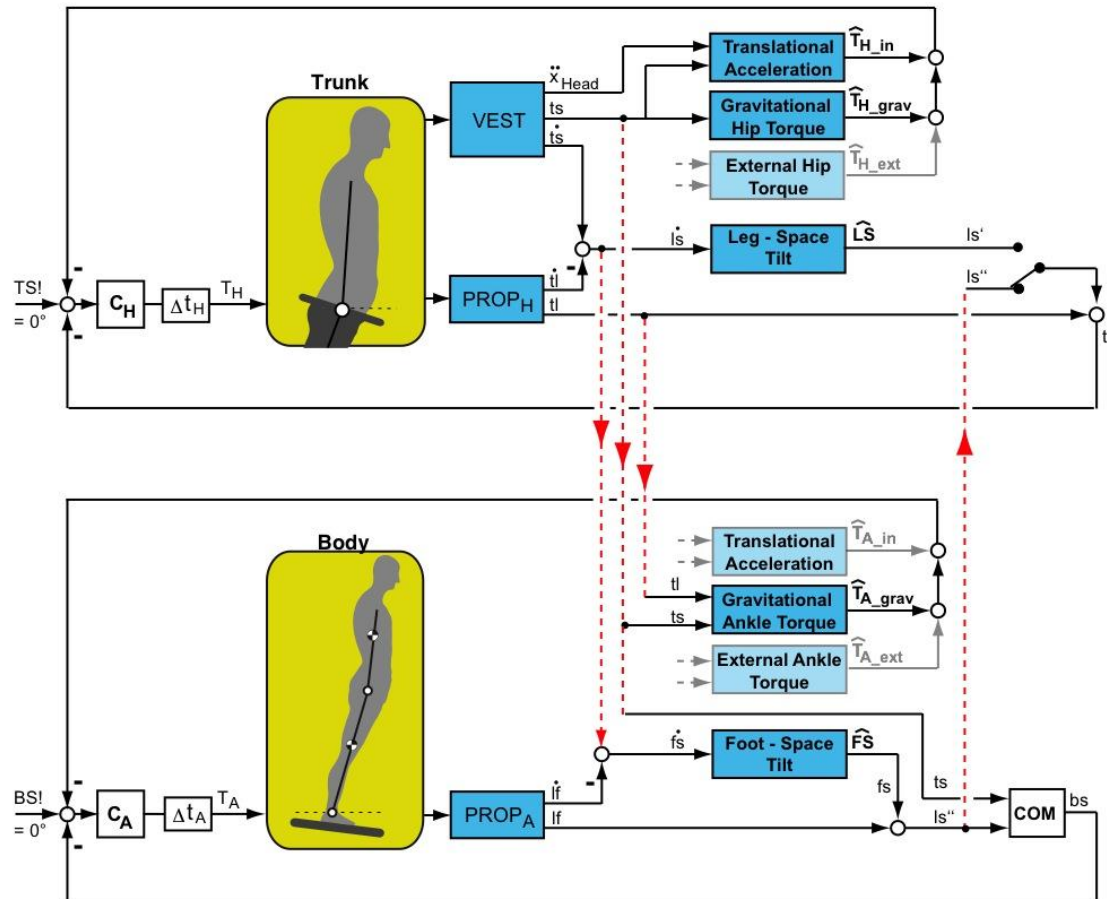 Trunk
VEST
ẍHead
ts
ṫs
Translational
Acceleration
T̂H_in
Gravitational
Hip Torque
T̂H_grav
External Hip
Torque
T̂H_ext
l̇s
Leg - Space
Tilt
L̂S
ls‘
ls“
TS!
= 0°
-
-
CH
ΔtH
TH
PROPH
-
ṫl
tl
t
Body
Translational
Acceleration
T̂A_in
tl
ts
Gravitational
Ankle Torque
T̂A_grav
External Ankle
Torque
T̂A_ext
ḟs
Foot - Space
Tilt
F̂S
fs
ts
BS!
= 0°
-
-
CA
ΔtA
TA
PROPA
-
l̇f
lf
ls“
COM
bs